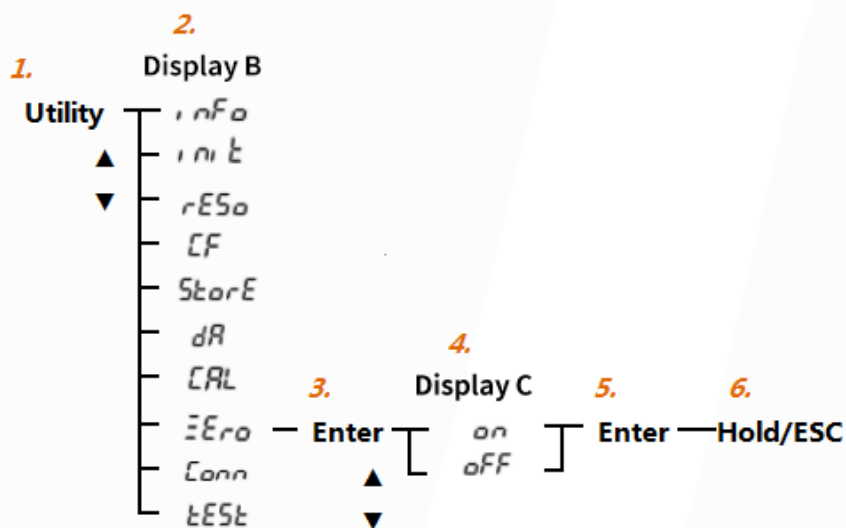 2.
Display B
1.
Utility
inFo
▲
init
▼
rESo
CF
StorE
dA
4.
CAL
3.
Display C
5.
6.
ZEro
Enter
on
Enter
Hold/ESC
oFF
Conn
▲
tESt
▼